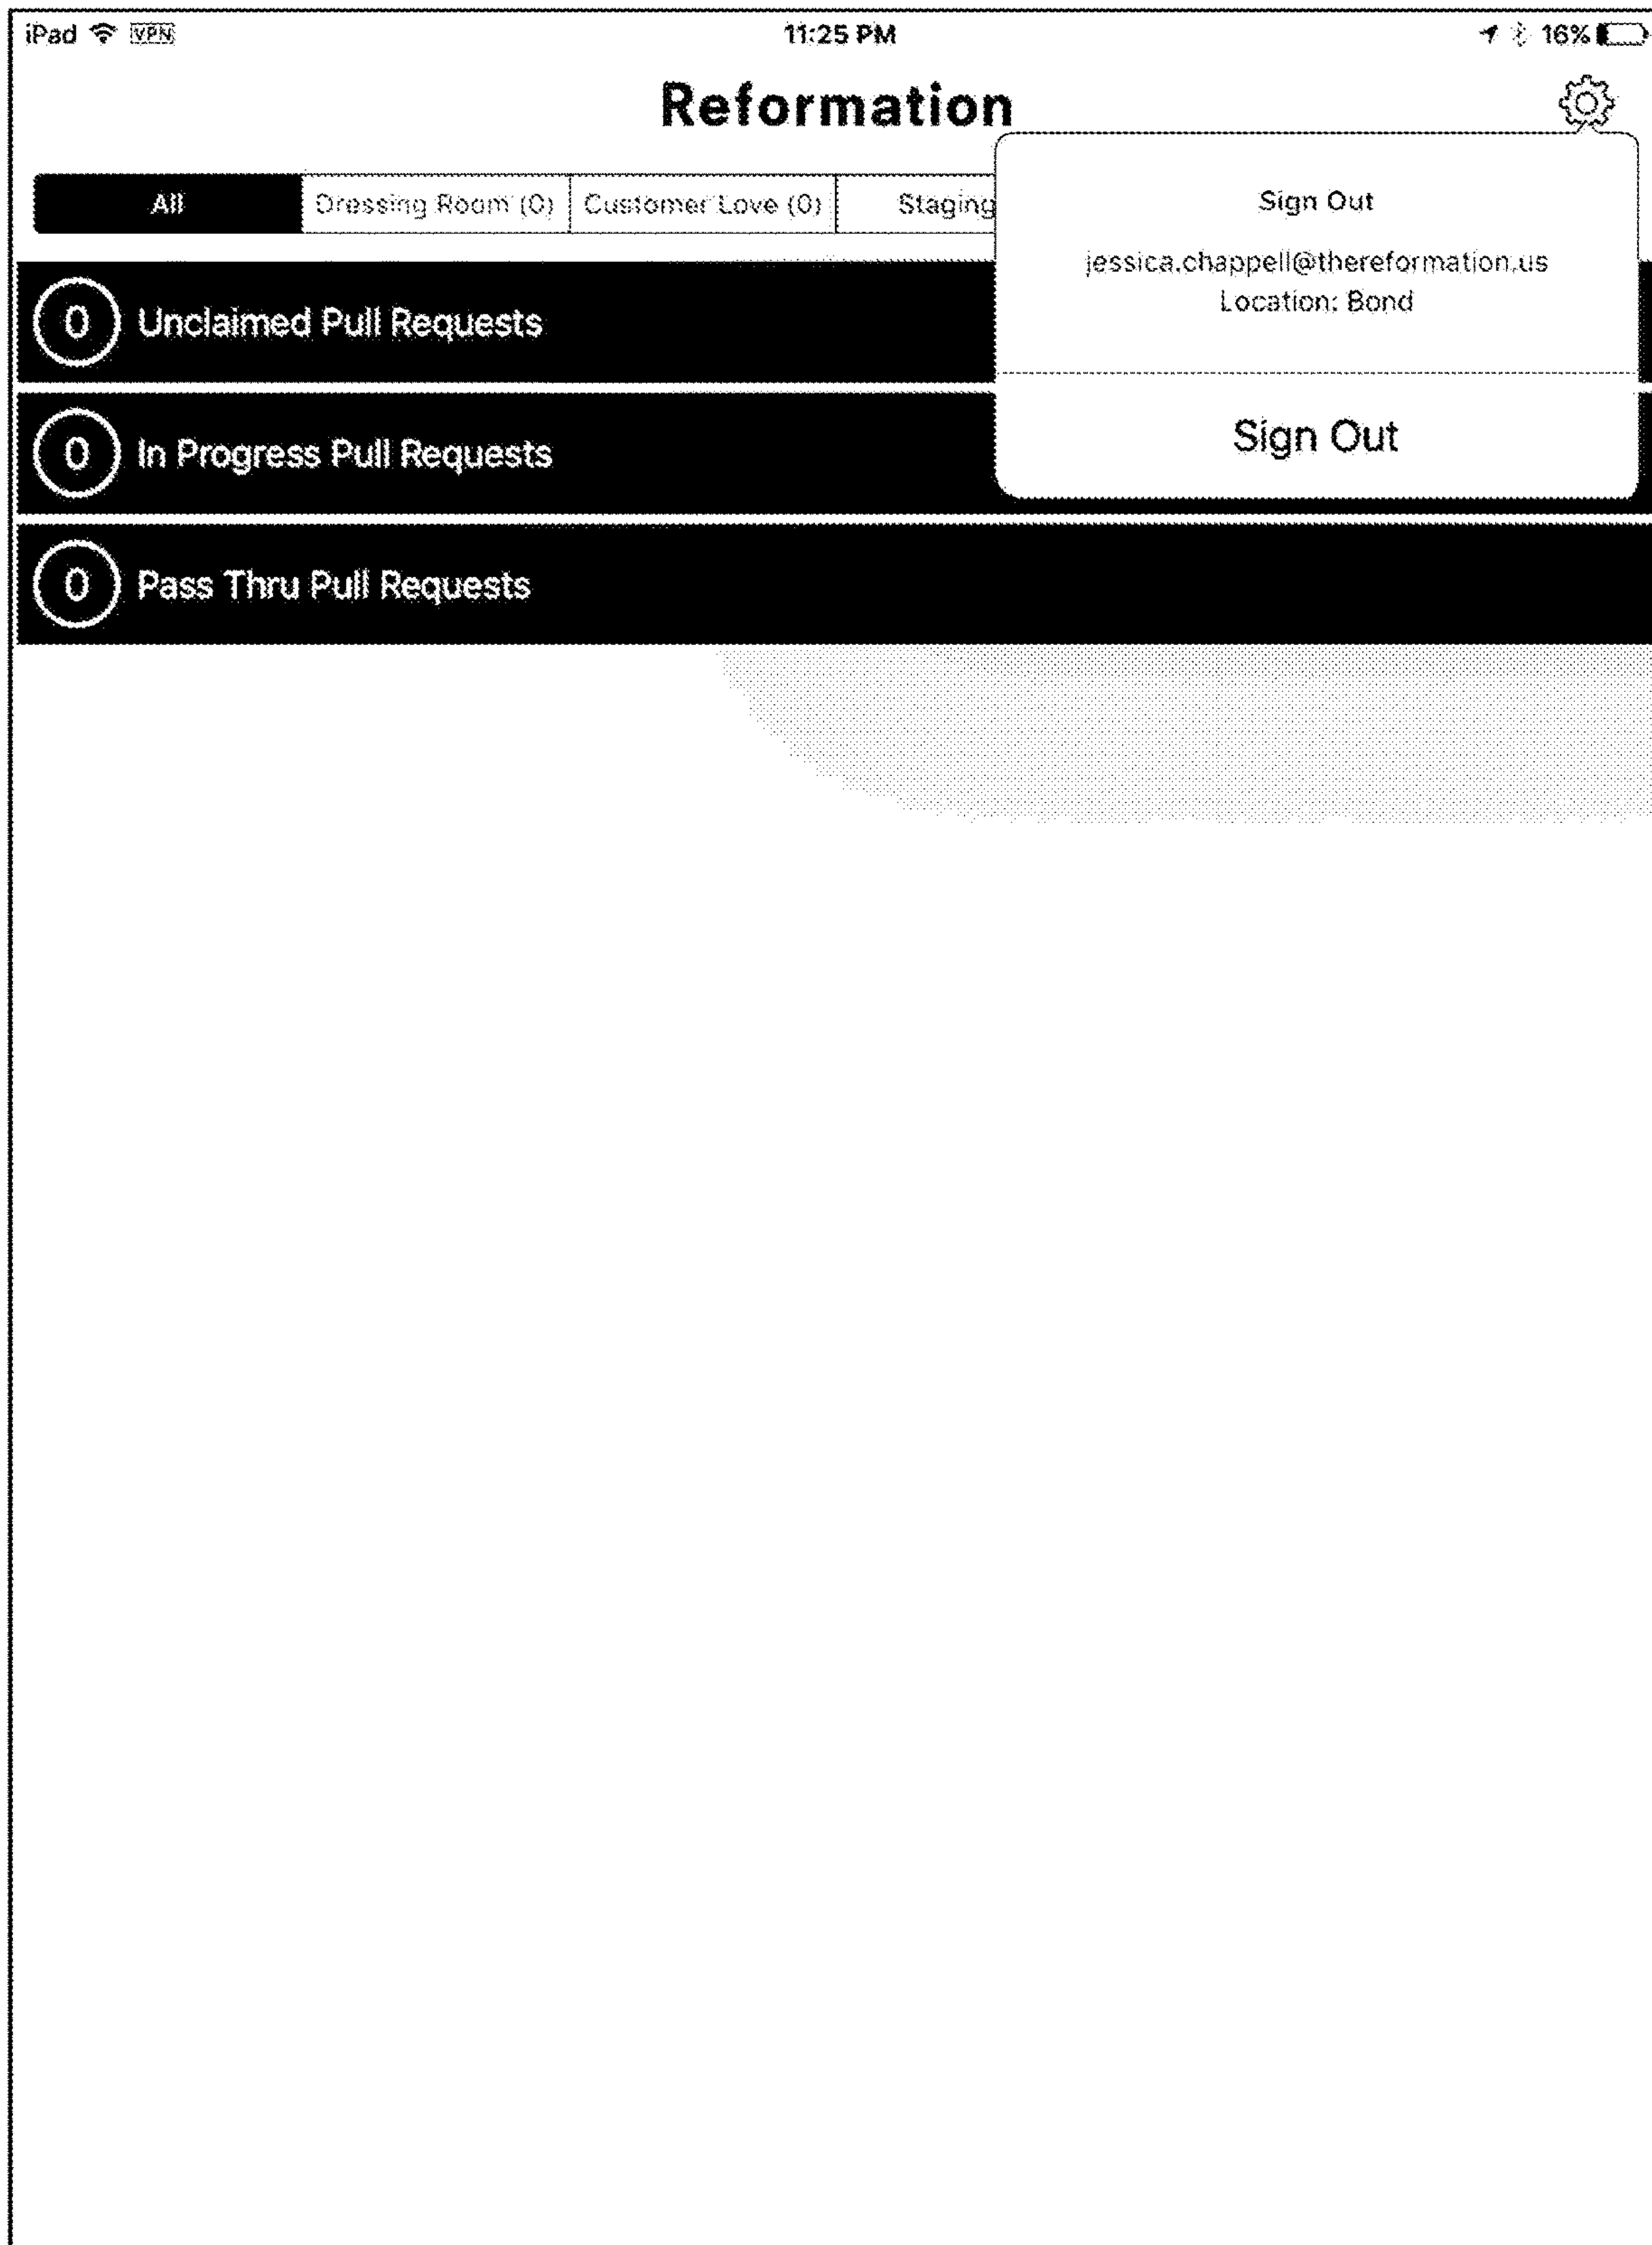 iPad VPN 11:25 PM 16%
Reformation
All Dressing Room (0) Customer Love (0) Staging
Sign Out
jessica.chappell@thereformation.us
Location: Bond
Sign Out
0 Unclaimed Pull Requests
0 In Progress Pull Requests
0 Pass Thru Pull Requests